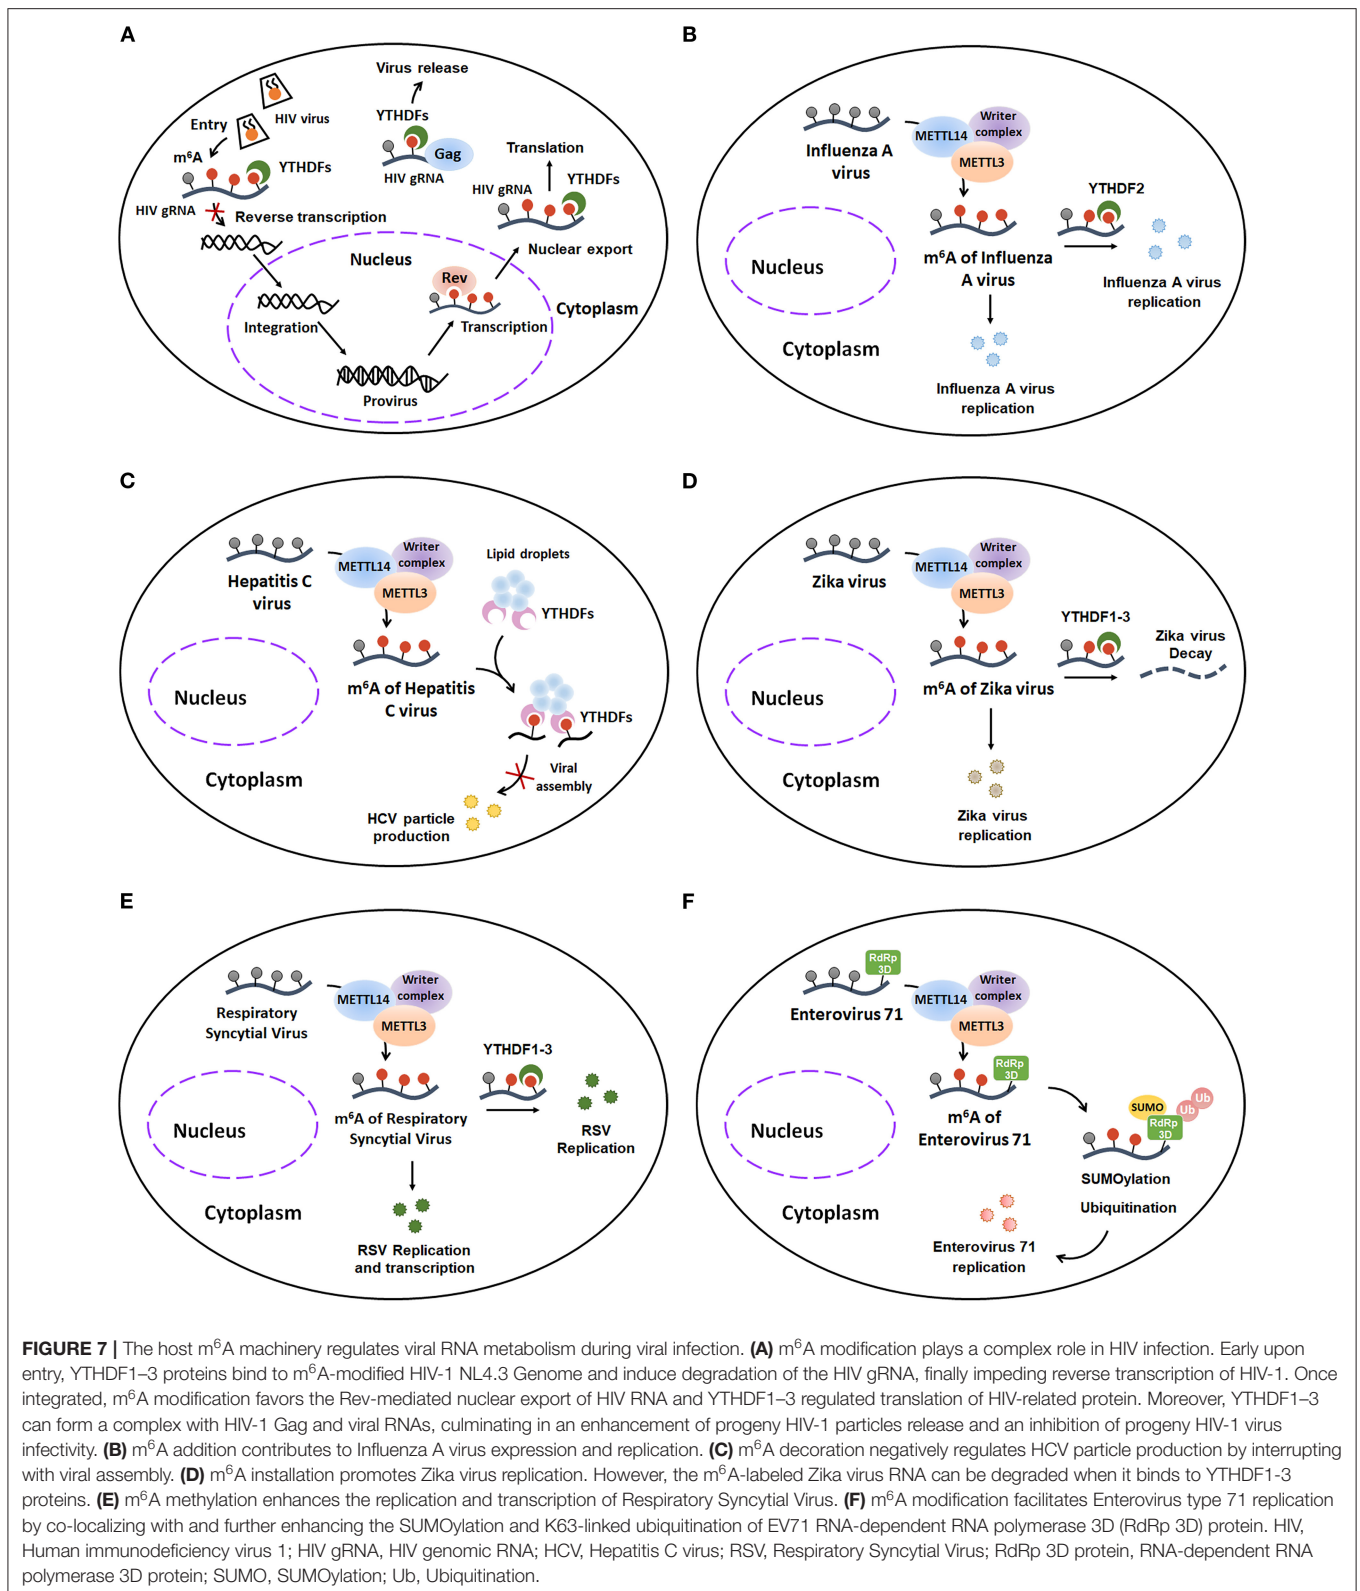 A
Virus release
HIV virus
Entry
YTHDFs
Gag
HIV gRNA
m⁶A
YTHDFs
HIV gRNA
Reverse transcription
Translation
HIV gRNA
YTHDFs
Nuclear export
Nucleus
Rev
Cytoplasm
Integration
Transcription
Provirus
B
Influenza A
virus
METTL14
Writer
complex
METTL3
YTHDF2
Nucleus
m⁶A of Influenza
A virus
Influenza A virus
replication
Cytoplasm
Influenza A virus
replication
C
Hepatitis C
virus
METTL14
Writer
complex
METTL3
Lipid droplets
YTHDFs
Nucleus
m⁶A of Hepatitis
C virus
YTHDFs
Cytoplasm
Viral
assembly
HCV particle
production
D
Zika virus
METTL14
Writer
complex
METTL3
YTHDF1-3
Zika virus
Decay
Nucleus
m⁶A of Zika virus
Cytoplasm
Zika virus
replication
E
Respiratory
Syncytial Virus
METTL14
Writer
complex
METTL3
YTHDF1-3
Nucleus
m⁶A of Respiratory
Syncytial Virus
RSV
Replication
Cytoplasm
RSV Replication
and transcription
F
RdRp
3D
Enterovirus 71
METTL14
Writer
complex
METTL3
RdRp
3D
Nucleus
m⁶A of
Enterovirus 71
SUMO
Ub
Ub
RdRp
3D
SUMOylation
Ubiquitination
Cytoplasm
Enterovirus 71
replication
FIGURE 7 | The host m⁶A machinery regulates viral RNA metabolism during viral infection. (A) m⁶A modification plays a complex role in HIV infection. Early upon
entry, YTHDF1–3 proteins bind to m⁶A-modified HIV-1 NL4.3 Genome and induce degradation of the HIV gRNA, finally impeding reverse transcription of HIV-1. Once
integrated, m⁶A modification favors the Rev-mediated nuclear export of HIV RNA and YTHDF1–3 regulated translation of HIV-related protein. Moreover, YTHDF1–3
can form a complex with HIV-1 Gag and viral RNAs, culminating in an enhancement of progeny HIV-1 particles release and an inhibition of progeny HIV-1 virus
infectivity. (B) m⁶A addition contributes to Influenza A virus expression and replication. (C) m⁶A decoration negatively regulates HCV particle production by interrupting
with viral assembly. (D) m⁶A installation promotes Zika virus replication. However, the m⁶A-labeled Zika virus RNA can be degraded when it binds to YTHDF1-3
proteins. (E) m⁶A methylation enhances the replication and transcription of Respiratory Syncytial Virus. (F) m⁶A modification facilitates Enterovirus type 71 replication
by co-localizing with and further enhancing the SUMOylation and K63-linked ubiquitination of EV71 RNA-dependent RNA polymerase 3D (RdRp 3D) protein. HIV,
Human immunodeficiency virus 1; HIV gRNA, HIV genomic RNA; HCV, Hepatitis C virus; RSV, Respiratory Syncytial Virus; RdRp 3D protein, RNA-dependent RNA
polymerase 3D protein; SUMO, SUMOylation; Ub, Ubiquitination.